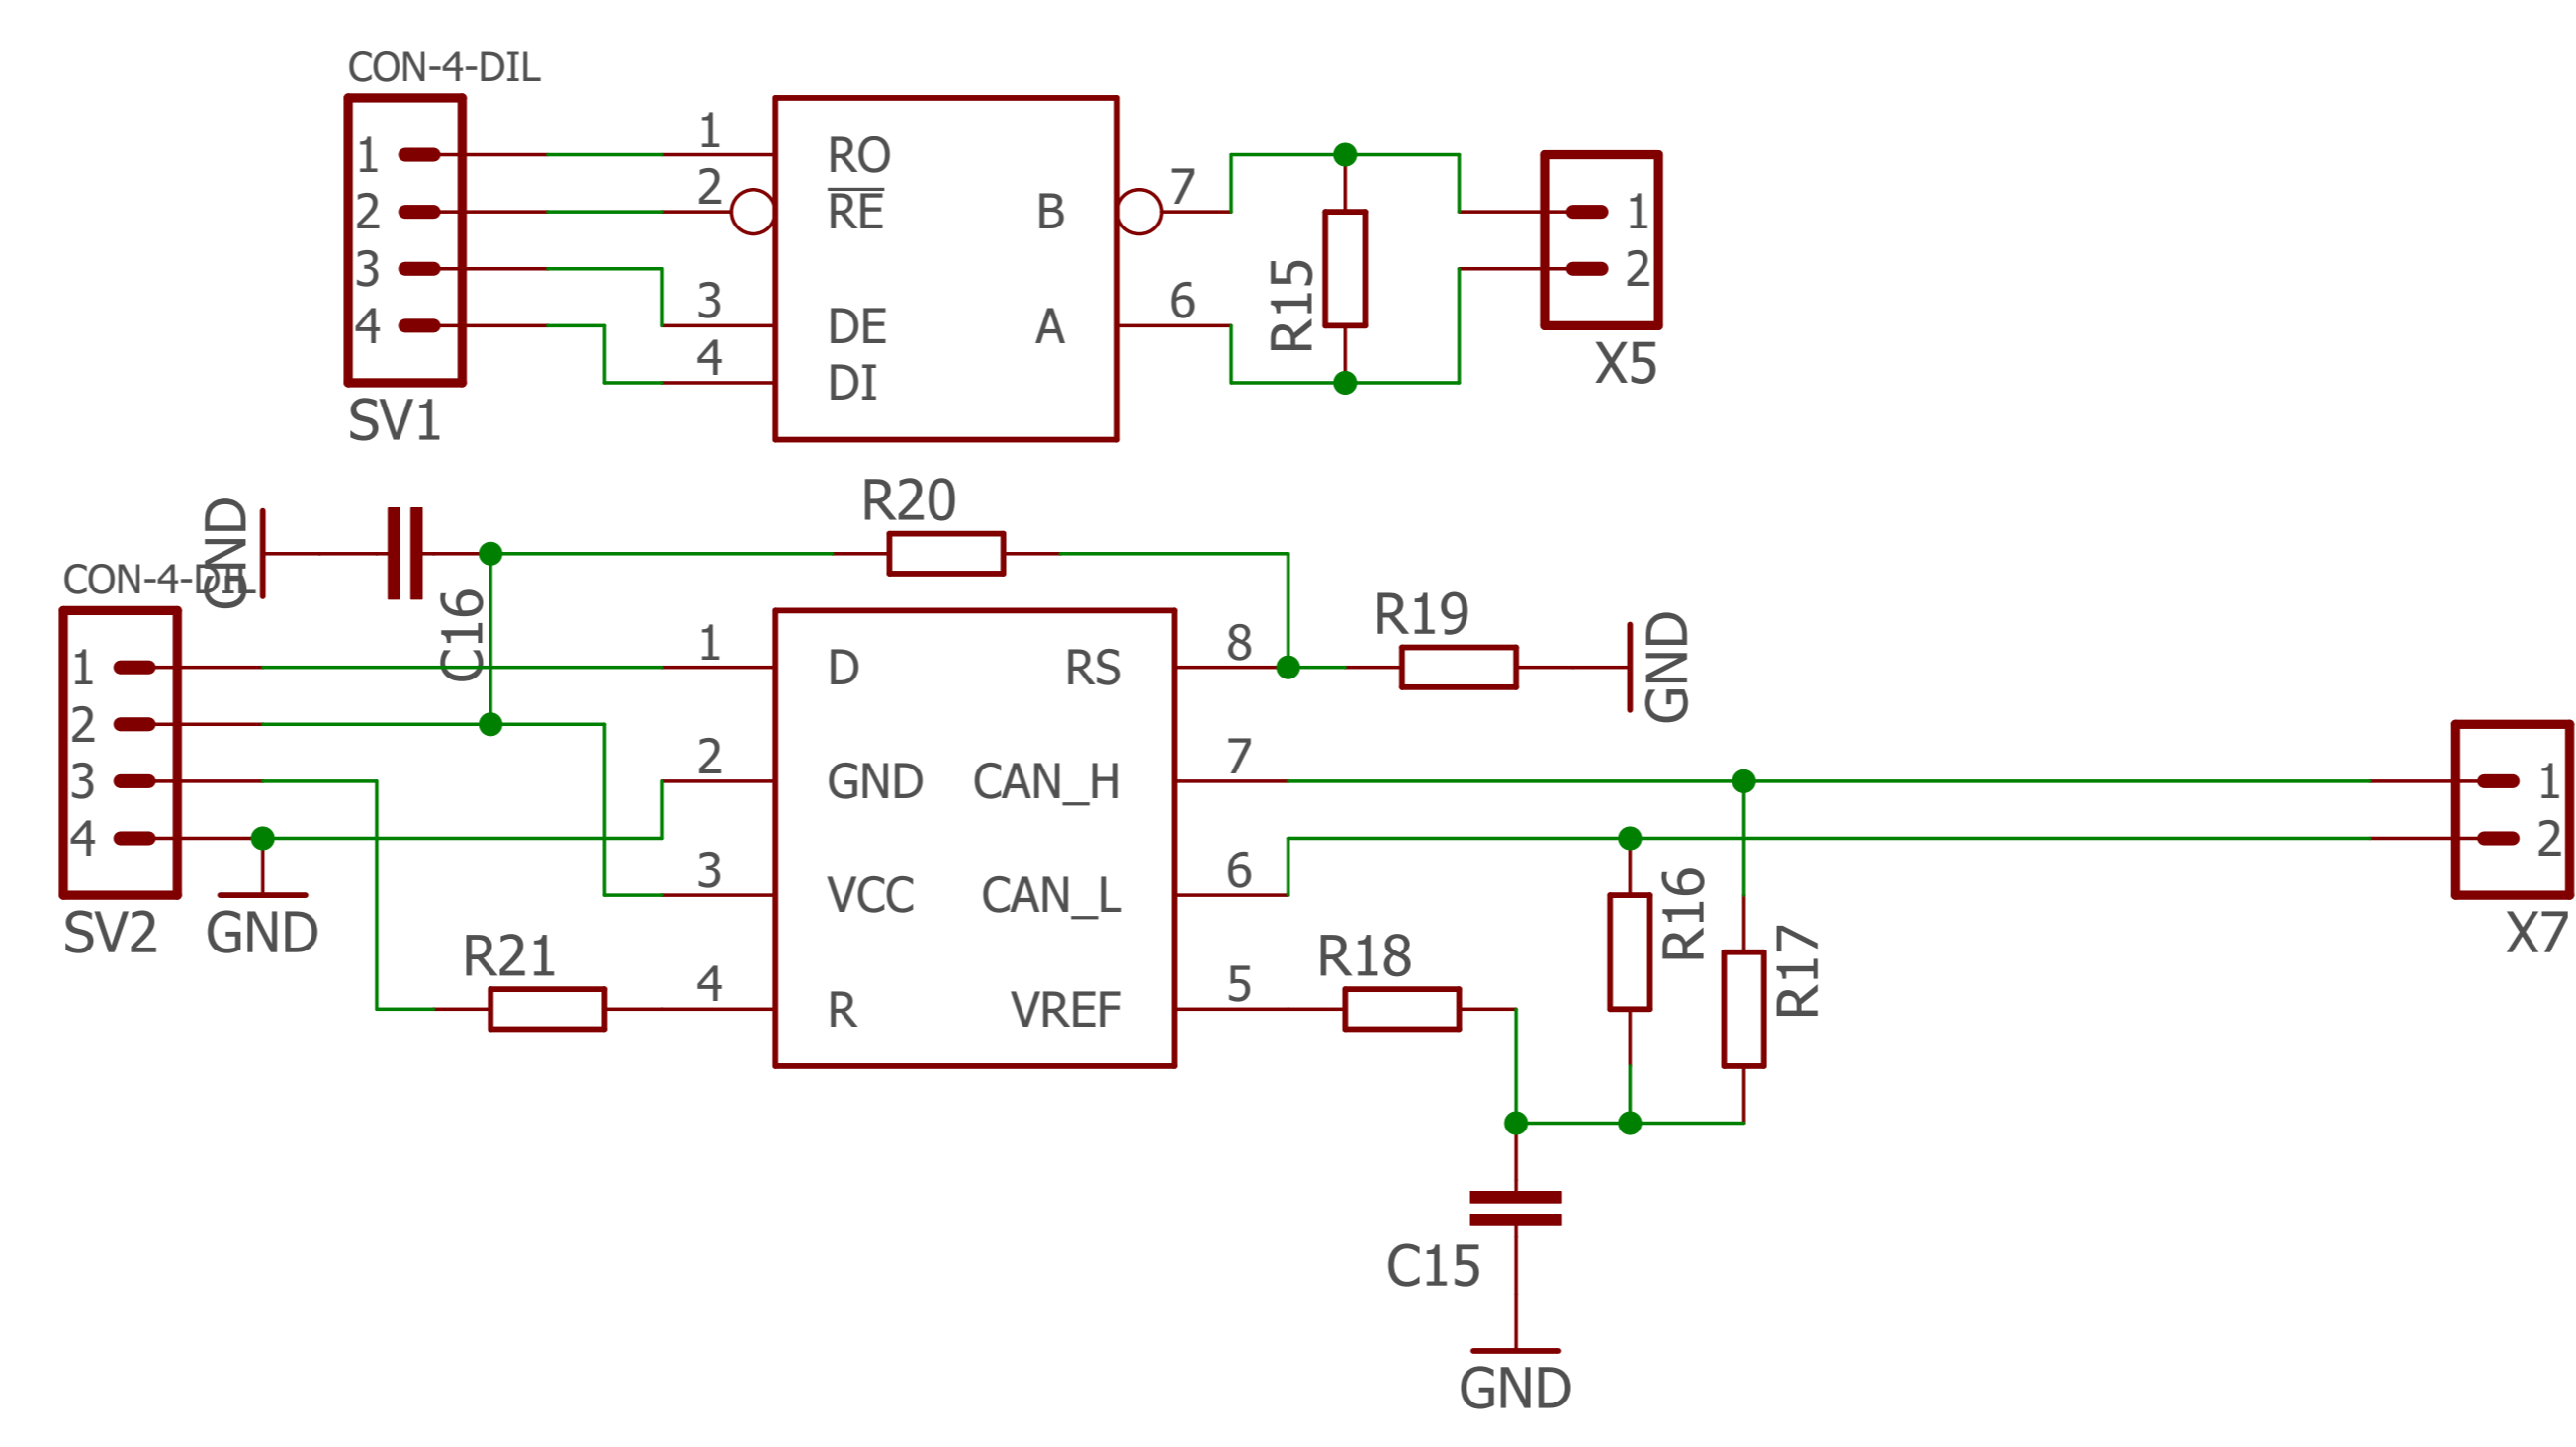 CON-4-DIL
1
2
3
4
SV1
1
2
3
4
RO
RE
DE
DI
B
A
7
6
R15
1
2
X5
GND
C16
R20
CON-4-DIL
1
2
3
4
SV2
GND
R21
1
2
3
4
D
GND
VCC
R
RS
CAN_H
CAN_L
VREF
8
7
6
5
R19
GND
R18
R16
R17
C15
GND
1
2
X7